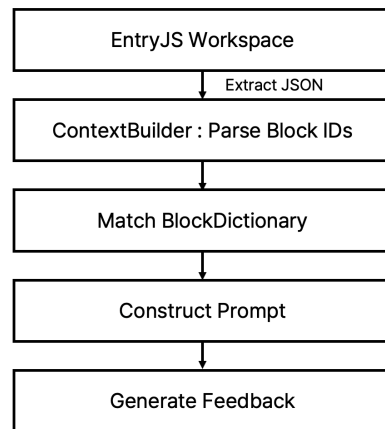 EntryJS Workspace
Extract JSON
ContextBuilder : Parse Block IDs
Match BlockDictionary
Construct Prompt
Generate Feedback